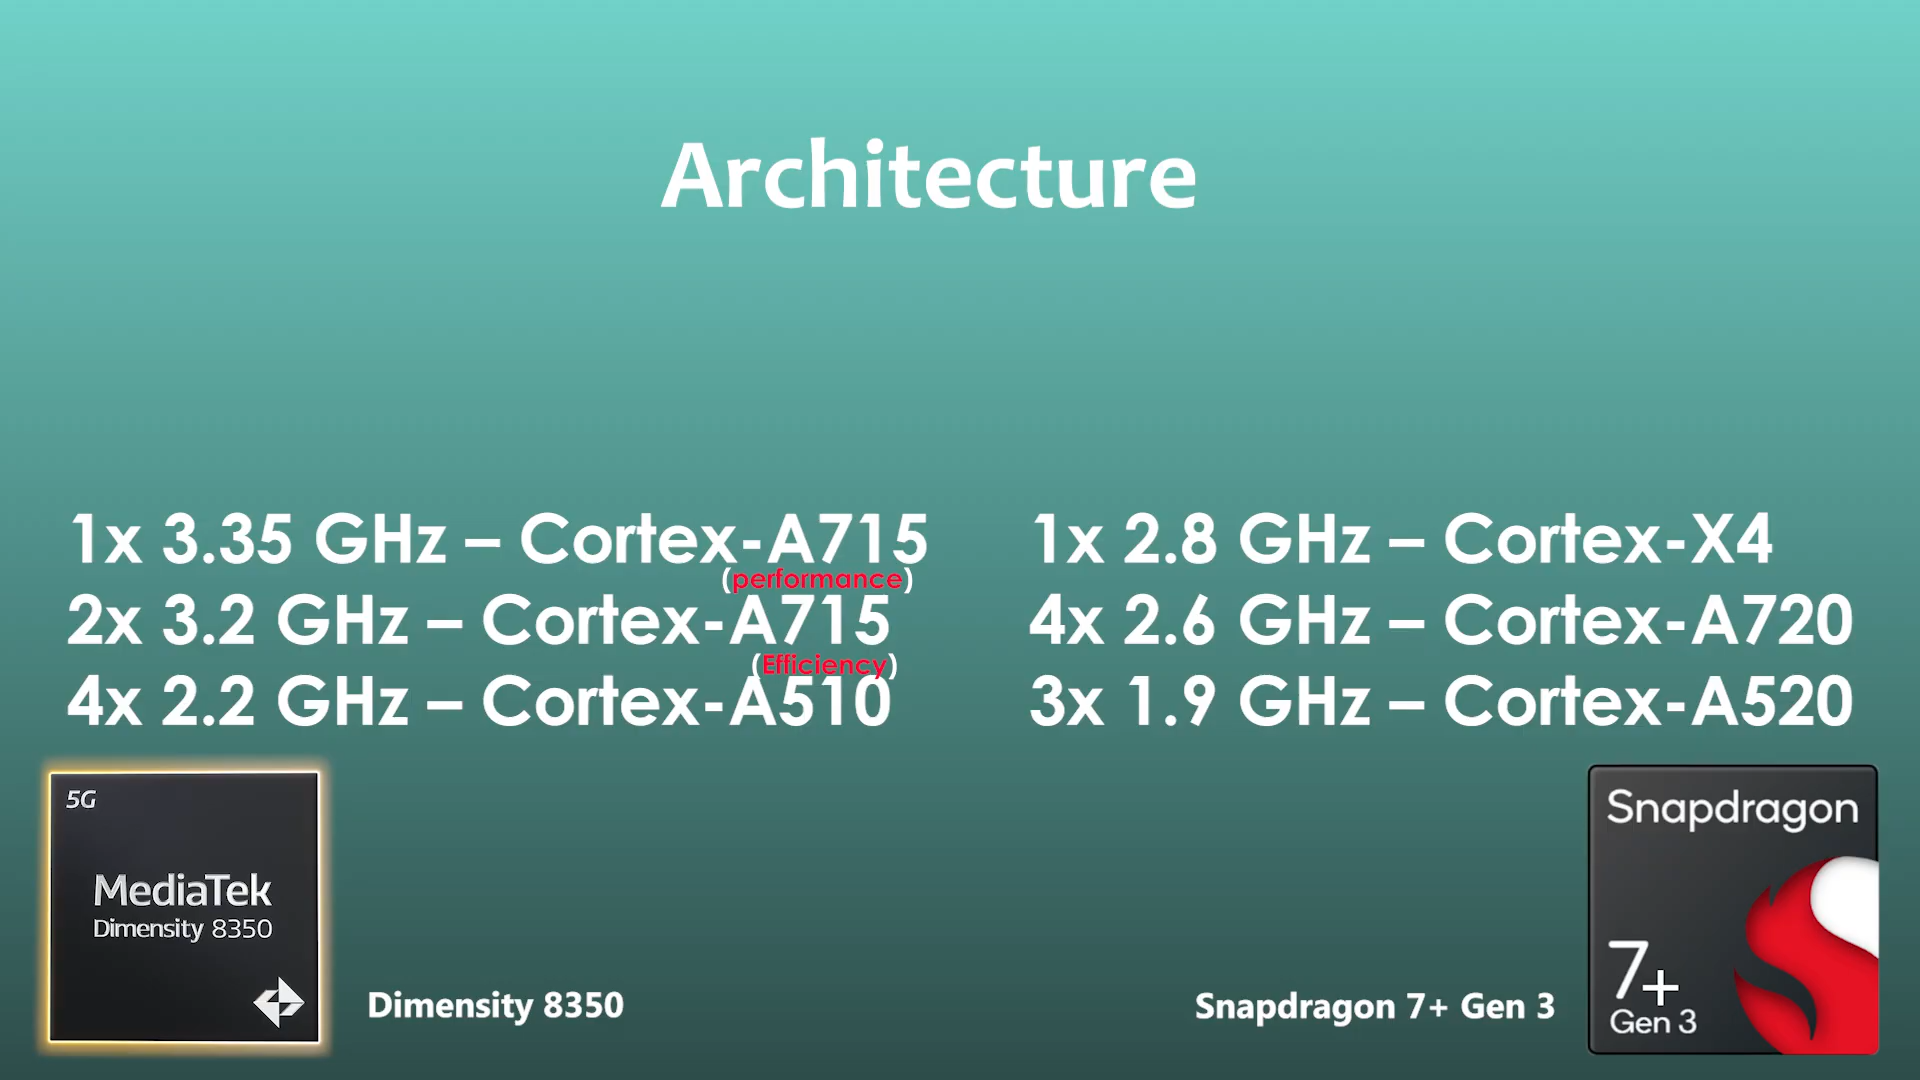 Architecture
1x 3.35 GHz – Cortex-A715
(performance)
2x 3.2 GHz – Cortex-A715
(Efficiency)
4x 2.2 GHz – Cortex-A510
1x 2.8 GHz – Cortex-X4
4x 2.6 GHz – Cortex-A720
3x 1.9 GHz – Cortex-A520
5G
MediaTek
Dimensity 8350
Dimensity 8350
Snapdragon 7+ Gen 3
Snapdragon
7+
Gen 3